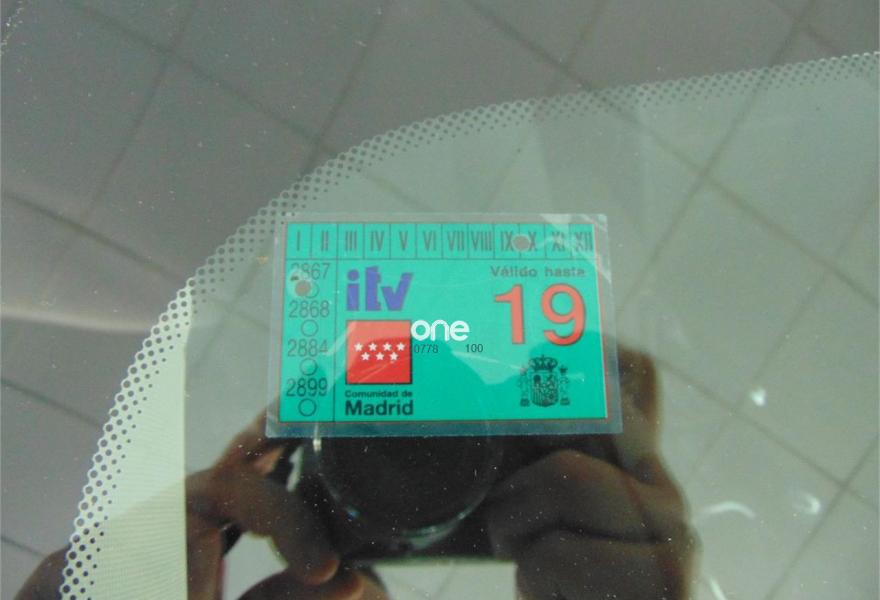 I II III IV V VI VII VIII IX X XI XII
2867
2868
2884
2899
itv
Válido hasta
19
one
0778 100
Comunidad de
Madrid